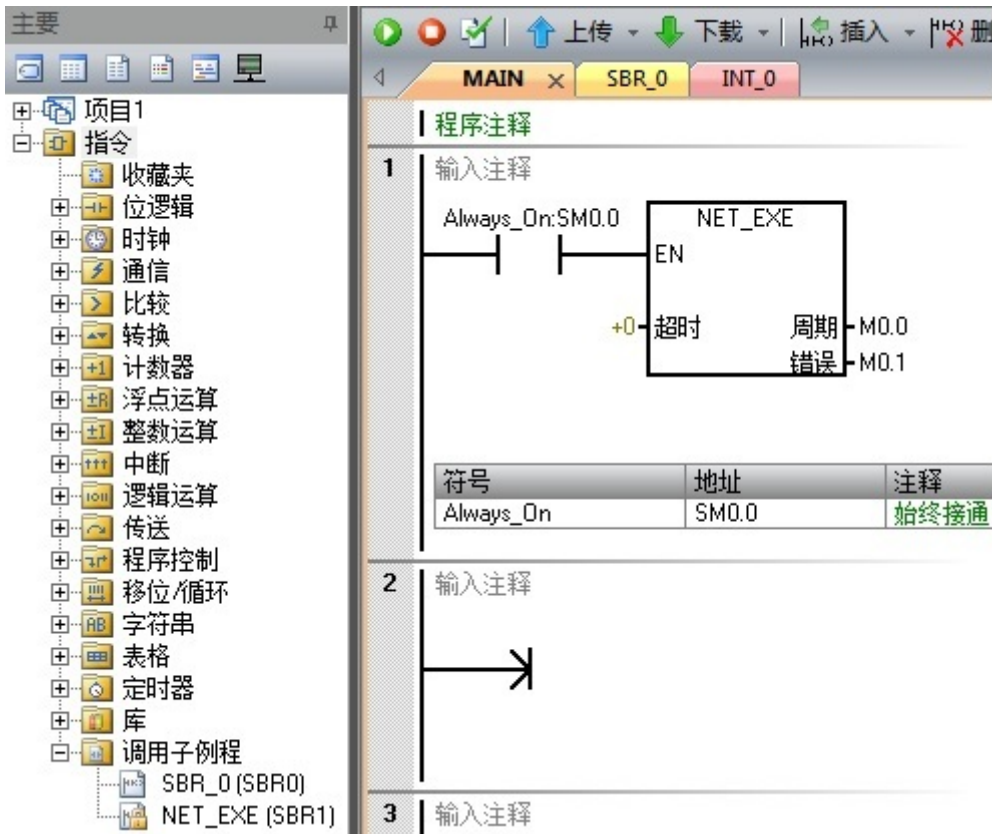 主要
项目1
指令
收藏夹
位逻辑
时钟
通信
比较
转换
计数器
浮点运算
整数运算
中断
逻辑运算
传送
程序控制
移位/循环
字符串
表格
定时器
库
调用子例程
SBR_0 (SBR0)
NET_EXE (SBR1)
上传 下载 插入 删
MAIN SBR_0 INT_0
程序注释
1 输入注释
Always_On:SM0.0 NET_EXE
EN
+0 超时 周期 M0.0
错误 M0.1
符号 地址 注释
Always_On SM0.0 始终接通
2 输入注释
3 输入注释